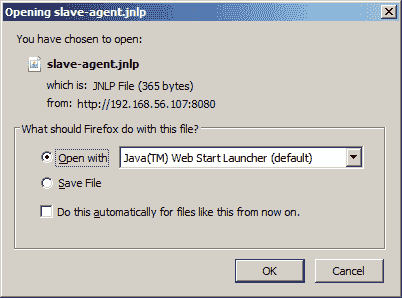 Opening slave-agent.jnlp
You have chosen to open:
slave-agent.jnlp
which is: JNLP File (365 bytes)
from: http://192.168.56.107:8080
What should Firefox do with this file?
Open with
Java(TM) Web Start Launcher (default)
Save File
Do this automatically for files like this from now on.
OK
Cancel